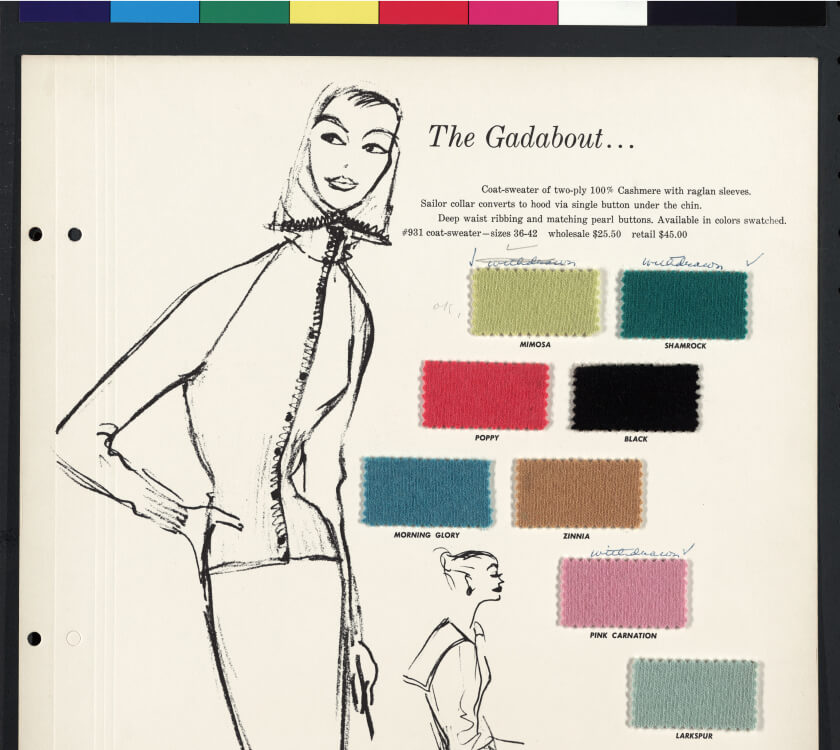 The Gadabout...
Coat-sweater of two-ply 100% Cashmere with raglan sleeves.
Sailor collar converts to hood via single button under the chin.
Deep waist ribbing and matching pearl buttons. Available in colors swatched.
#931 coat-sweater—sizes 36-42 wholesale $25.50 retail $45.00
withdrawn
withdrawn
OK,
MIMOSA
SHAMROCK
POPPY
BLACK
MORNING GLORY
ZINNIA
withdrawn
PINK CARNATION
LARKSPUR